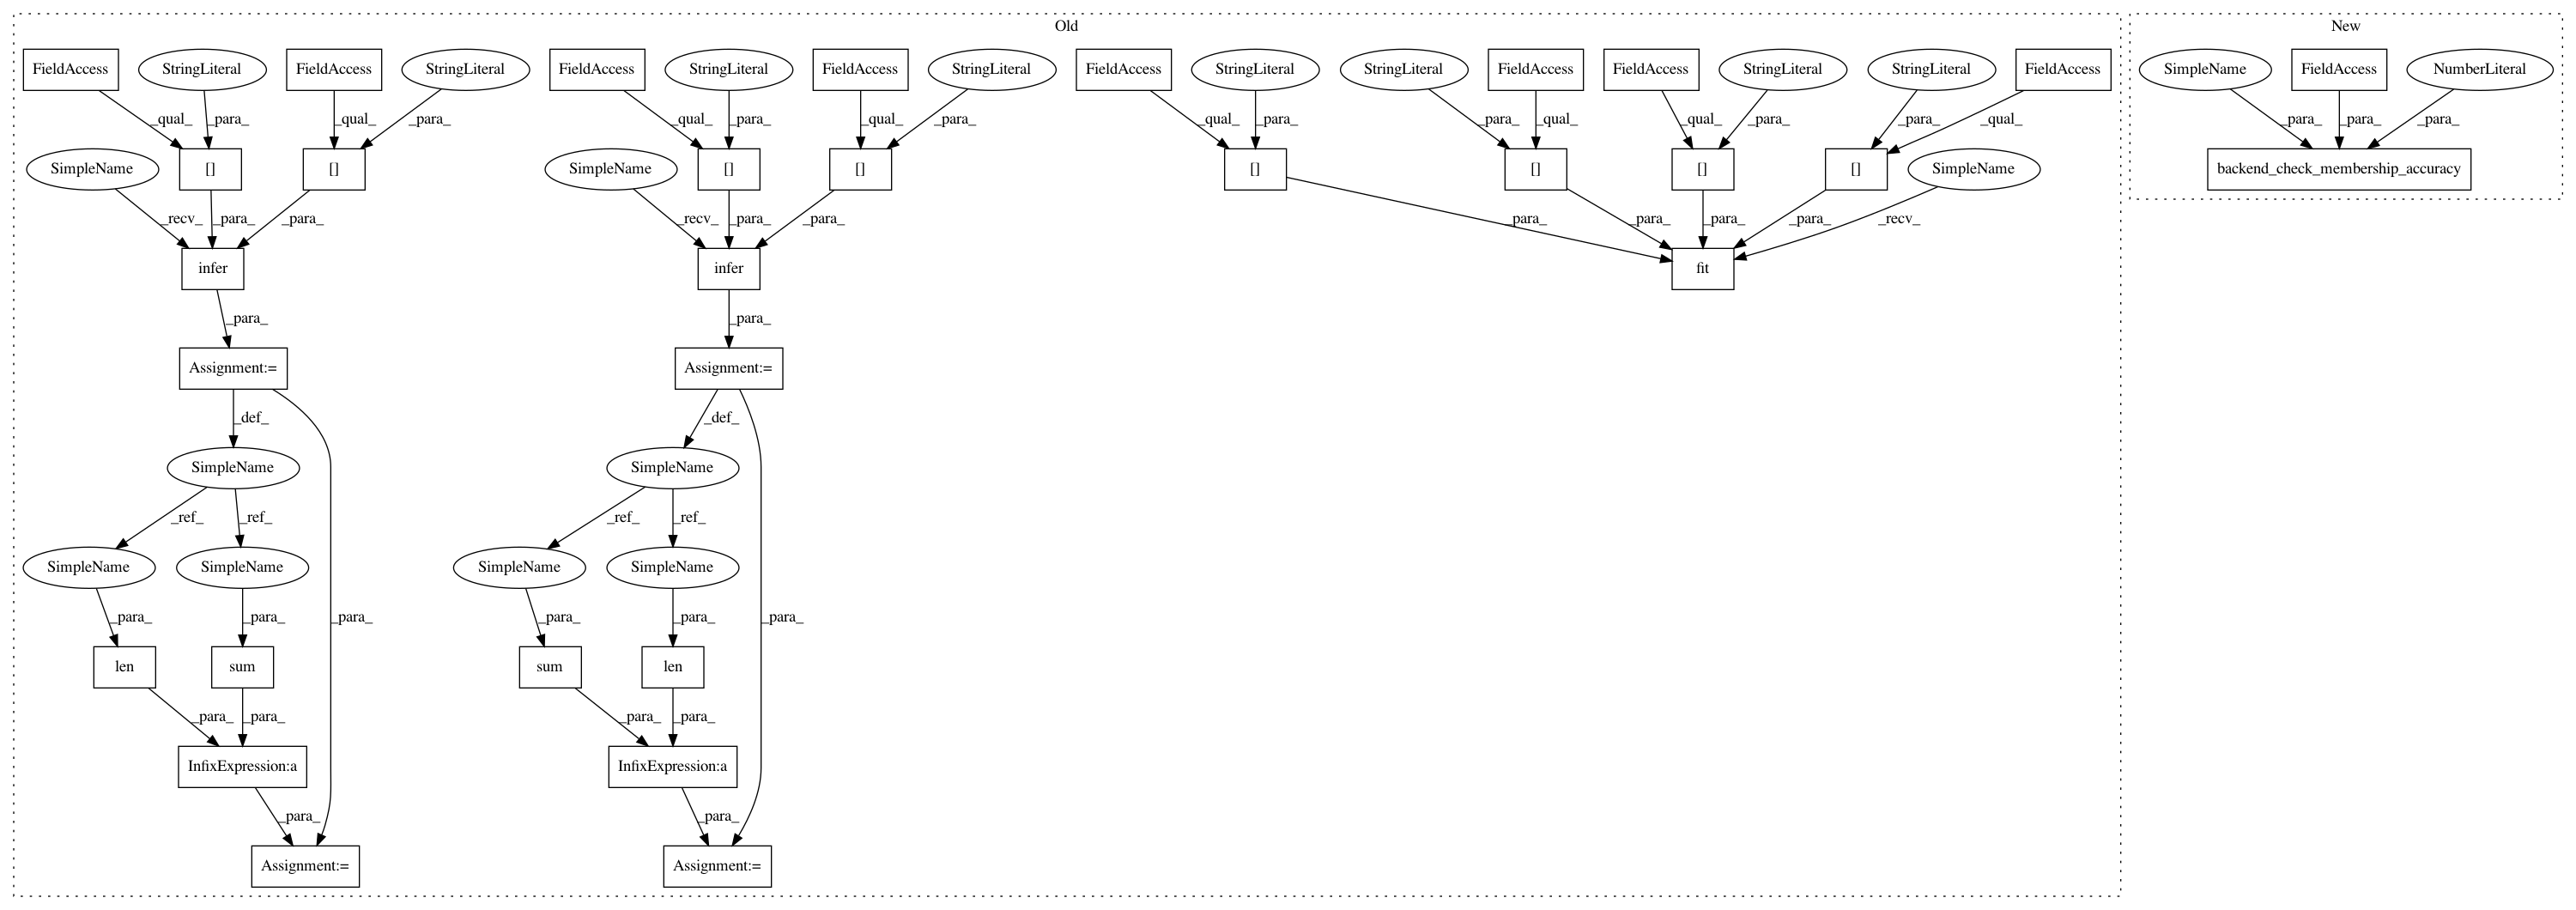 Old
New
FieldAccess
StringLiteral
FieldAccess
StringLiteral
FieldAccess
StringLiteral
FieldAccess
StringLiteral
FieldAccess
StringLiteral
StringLiteral
FieldAccess
FieldAccess
StringLiteral
StringLiteral
FieldAccess
SimpleName
FieldAccess
NumberLiteral
_qual_
_para_
_qual_
_para_
_qual_
_para_
_qual_
_para_
_qual_
_para_
_para_
_qual_
_qual_
_para_
_para_
_qual_
_para_
_para_
_para_
SimpleName
[]
[]
SimpleName
[]
[]
[]
[]
[]
[]
SimpleName
backend_check_membership_accuracy
_recv_
_para_
_para_
_recv_
_para_
_para_
_para_
_para_
_para_
_para_
_recv_
infer
infer
fit
_para_
_para_
Assignment:=
Assignment:=
_def_
_def_
SimpleName
SimpleName
_ref_
_ref_
_ref_
_ref_
SimpleName
SimpleName
SimpleName
SimpleName
_para_
_para_
_para_
_para_
_para_
_para_
len
sum
sum
len
_para_
_para_
_para_
_para_
InfixExpression:a
InfixExpression:a
_para_
_para_
Assignment:=
Assignment:=